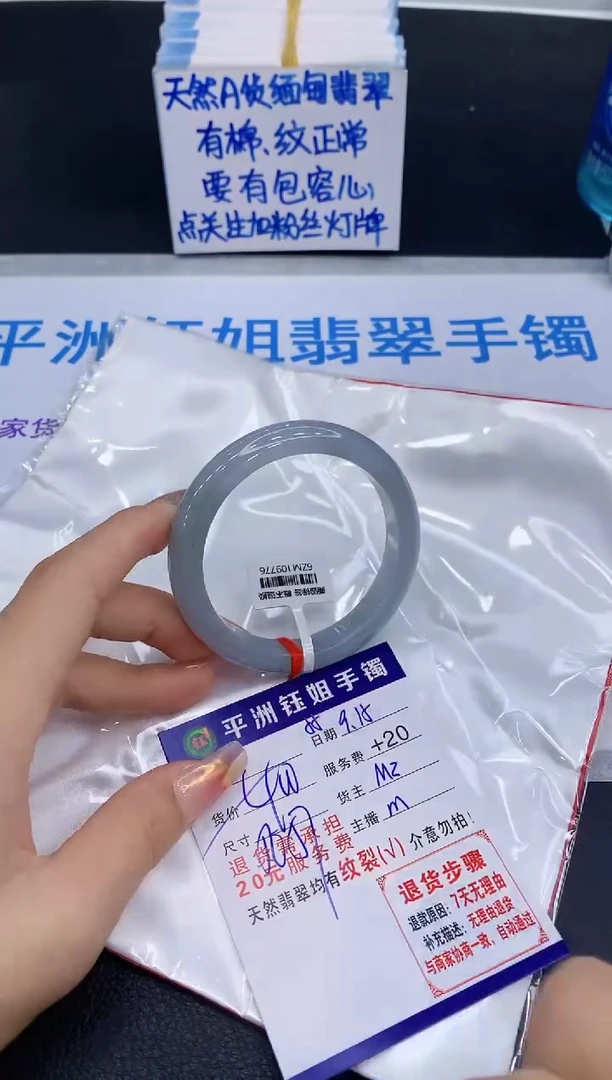 天然A货缅甸翡翠
有棉、纹正常
要有包容心
点关注加粉丝灯牌
平洲钰姐翡翠手镯
家货
6ZM109776
平洲钰姐手镯
钰
日期 9.18
货价
服务费 +20
尺寸
货主 M2
退货需承担
主播 m
20元服务费
天然翡翠均有纹裂(√) 介意勿拍!
退货步骤
退款原因:7天无理由
补充描述:无理由退货
与商家协商一致,自动通过